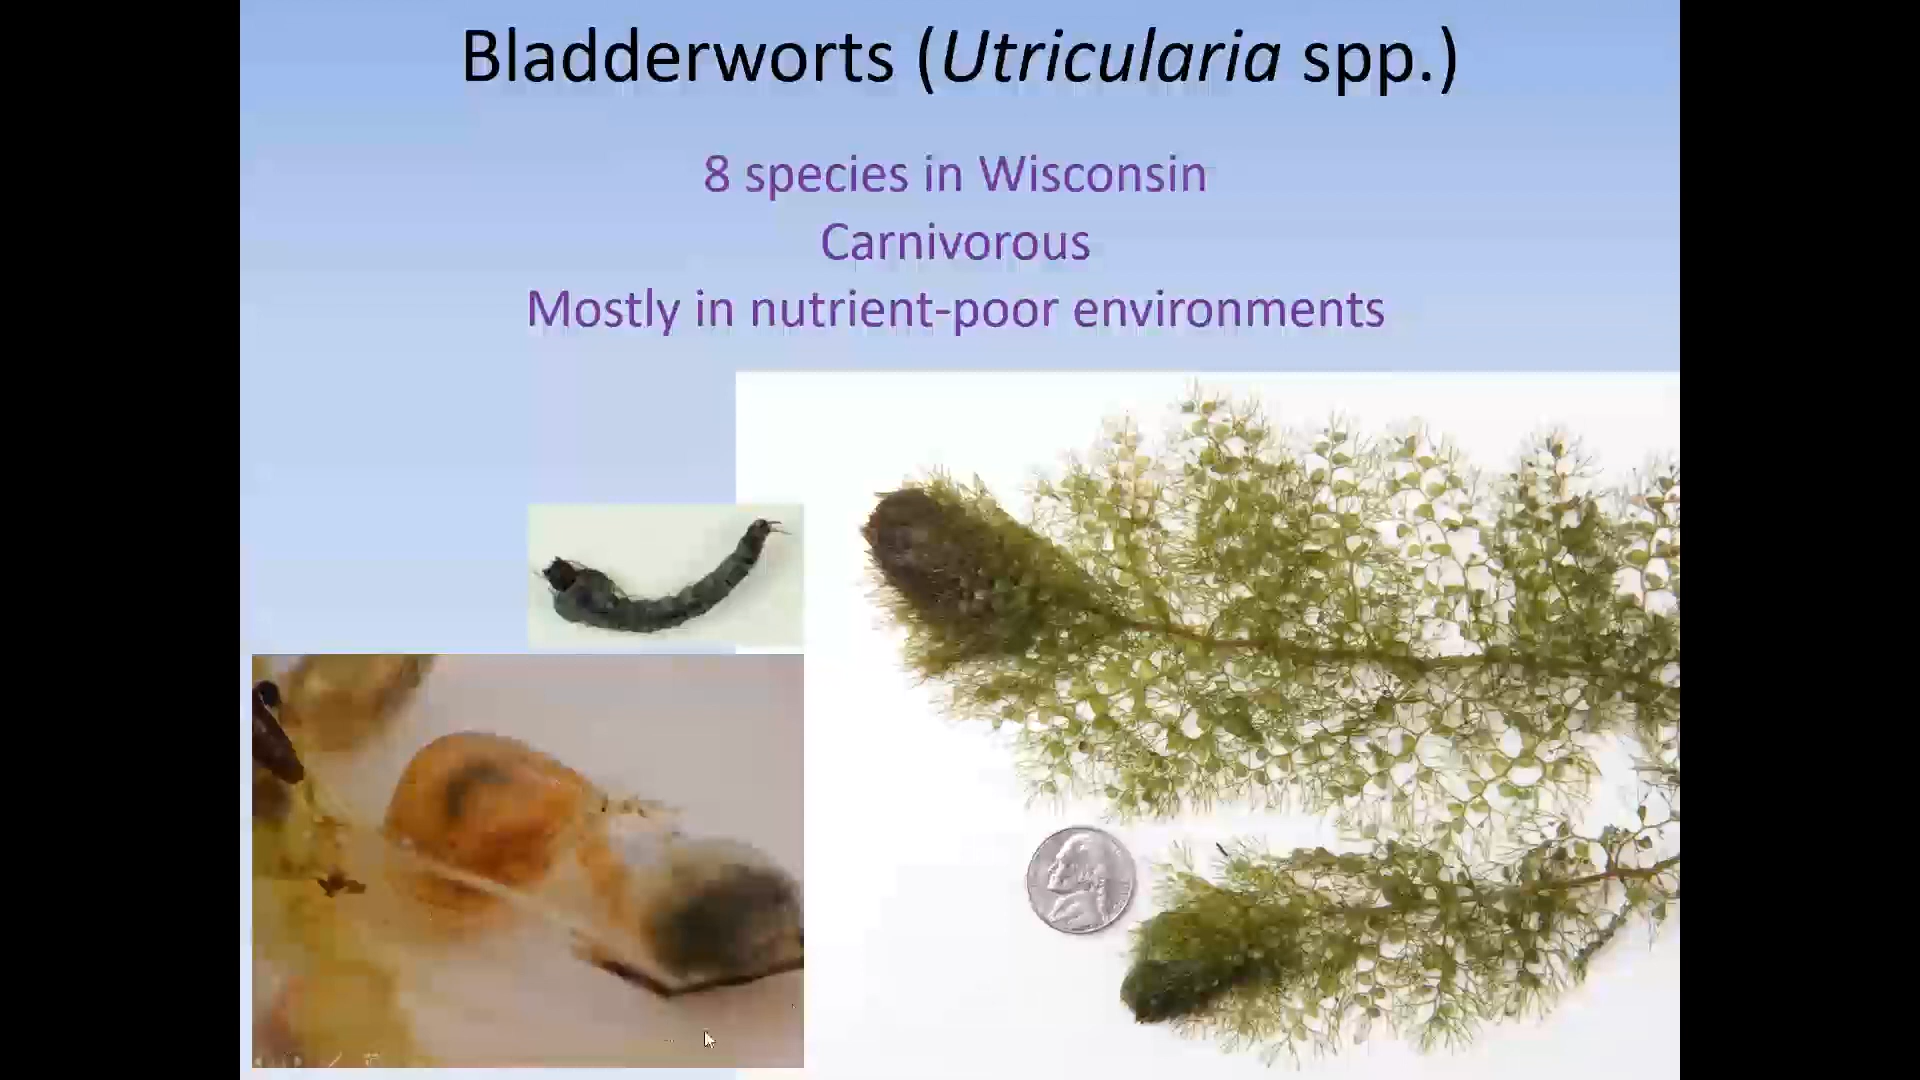 Bladderworts (Utricularia spp.)
8 species in Wisconsin
Carnivorous
Mostly in nutrient-poor environments